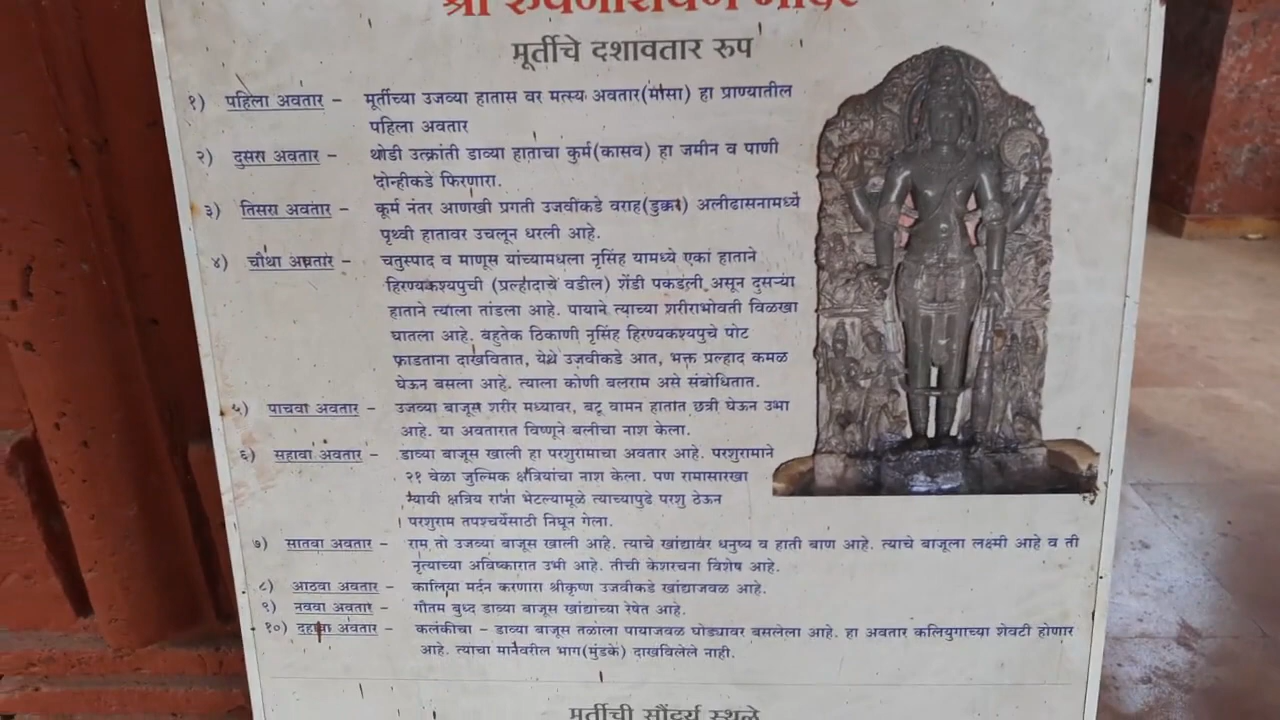 श्री रुपनारायण मंदिर
मूर्तीचे दशावतार रुप
१) पहिला अवतार – मूर्तीच्या उजव्या हातास वर मत्स्य अवतार(मासा) हा प्राण्यातील
पहिला अवतार
२) दुसरा अवतार – थोडी उत्क्रांती डाव्या हाताचा कुर्म(कासव) हा जमीन व पाणी
दोन्हीकडे फिरणारा.
३) तिसरा अवतार – कूर्म नंतर आणखी प्रगती उजवीकडे वराह(डुक्कर) अलीढासनामध्ये
पृथ्वी हातावर उचलून धरली आहे.
४) चौथा अवतार – चतुस्पाद व माणूस यांच्यामधला नृसिंह यामध्ये एका हाताने
हिरण्यकश्यपुची (प्रल्हादाचे वडील) शेंडी पकडली असून दुसऱ्या
हाताने त्याला तांडला आहे. पायाने त्याच्या शरीराभोवती विळखा
घातला आहे. बहुतेक ठिकाणी नृसिंह हिरण्यकश्यपुचे पोट
फ्राडताना दाखवितात, येथे उजवीकडे आत, भक्त प्रल्हाद कमळ
घेऊन बसला आहे. त्याला कोणी बलराम असे संबोधितात.
५) पाचवा अवतार – उजव्या बाजूस शरीर मध्यावर, बटू वामन हातात छत्री घेऊन उभा
आहे. या अवतारात विष्णूने बलीचा नाश केला.
६) सहावा अवतार – डाव्या बाजूस खाली हा परशुरामाचा अवतार आहे. परशुरामाने
२१ वेळा जुल्मिक क्षत्रियांचा नाश केला. पण रामासारखा
न्यायी क्षत्रिय राजा भेटल्यामूळे त्याच्यापुढे परशु ठेऊन
परशुराम तपश्चर्येसाठी निघून गेला.
७) सातवा अवतार – राम तो उजव्या बाजूस खाली आहे. त्याचे खांद्यावर धनुष्य व हाती बाण आहे. त्याचे बाजूला लक्ष्मी आहे व ती
नृत्याच्या अविष्कारात उभी आहे. तीची केशरचना विशेष आहे.
८) आठवा अवतार – कालिया मर्दन करणारा श्रीकृष्ण उजवीकडे खांद्याजवळ आहे.
९) नववा अवतार – गौतम बुध्द डाव्या बाजूस खांद्याच्या रेषेत आहे.
१०) दहावा अवतार – कलंकीचा – डाव्या बाजूस तळाला पायाजवळ घोड्यावर बसलेला आहे. हा अवतार कलियुगाच्या शेवटी होणार
आहे. त्याचा मानेवरील भाग(मुंडके) दाखविलेले नाही.
मूर्तीची सौंदर्य स्थळे